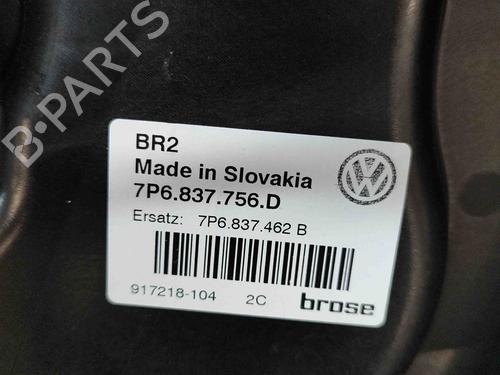 B-PARTS
BR2
Made in Slovakia
7P6.837.756.D
Ersatz: 7P6.837.462 B
917218-104 2C brose